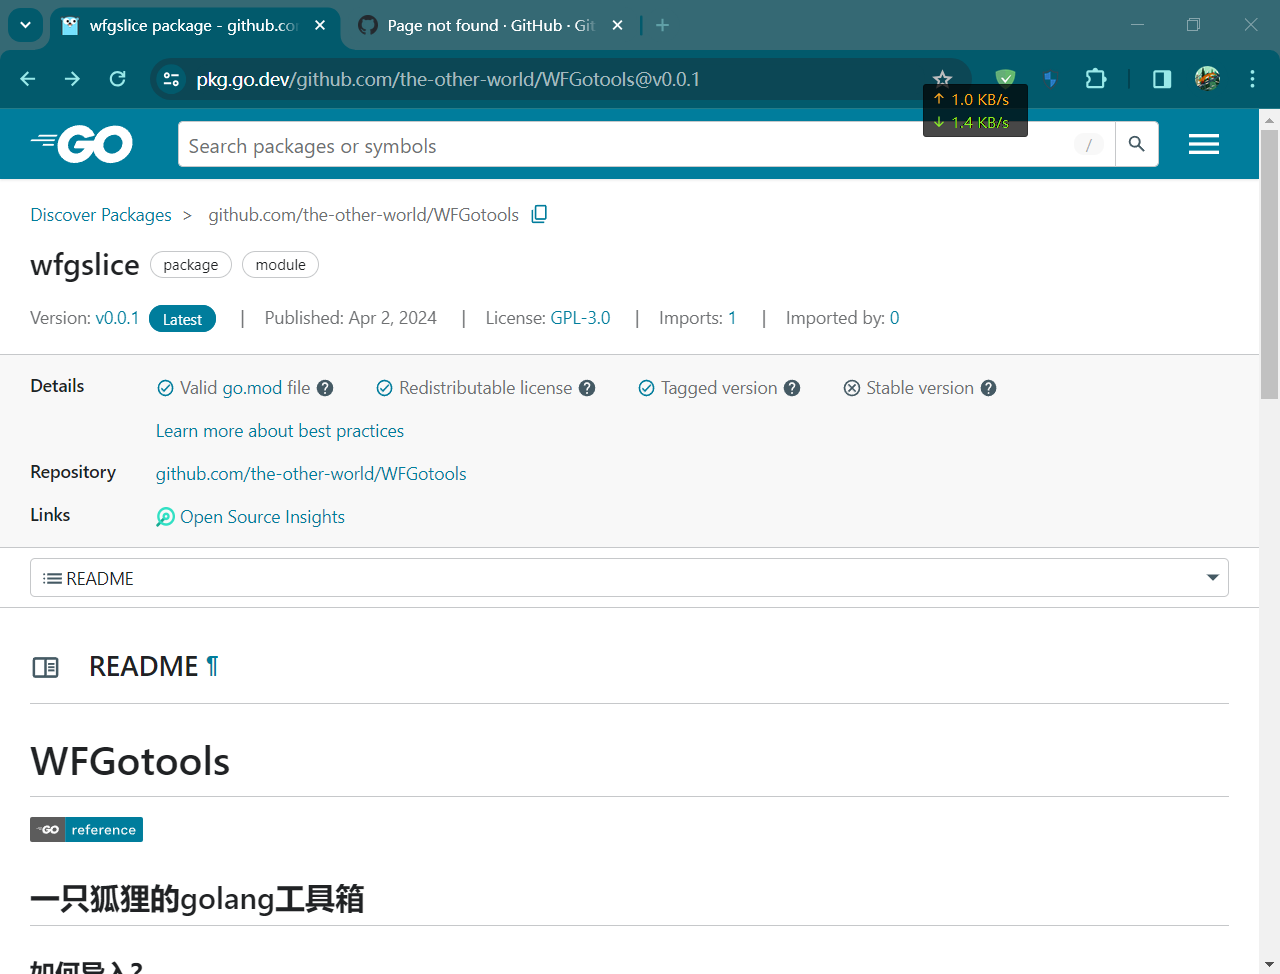 wfgslice package - github.co
Page not found · GitHub · Git
pkg.go.dev/github.com/the-other-world/WFGotools@v0.0.1
↑ 1.0 KB/s
↓ 1.4 KB/s
GO
Search packages or symbols
/
Discover Packages > github.com/the-other-world/WFGotools
wfgslice package module
Version: v0.0.1 Latest | Published: Apr 2, 2024 | License: GPL-3.0 | Imports: 1 | Imported by: 0
Details Valid go.mod file Redistributable license Tagged version Stable version
Learn more about best practices
Repository github.com/the-other-world/WFGotools
Links Open Source Insights
README
README ¶
WFGotools
GO reference
一只狐狸的golang工具箱
如何导入?